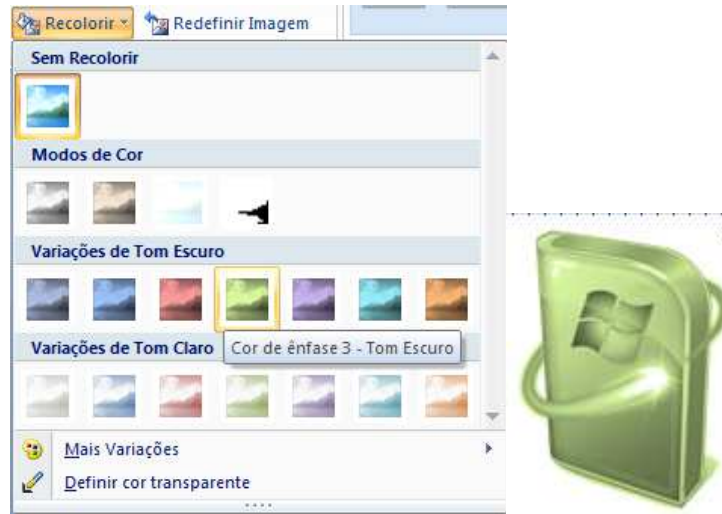 Recolorir Redefinir Imagem
Sem Recolorir
Modos de Cor
Variações de Tom Escuro
Variações de Tom Claro Cor de ênfase 3 - Tom Escuro
Mais Variações
Definir cor transparente